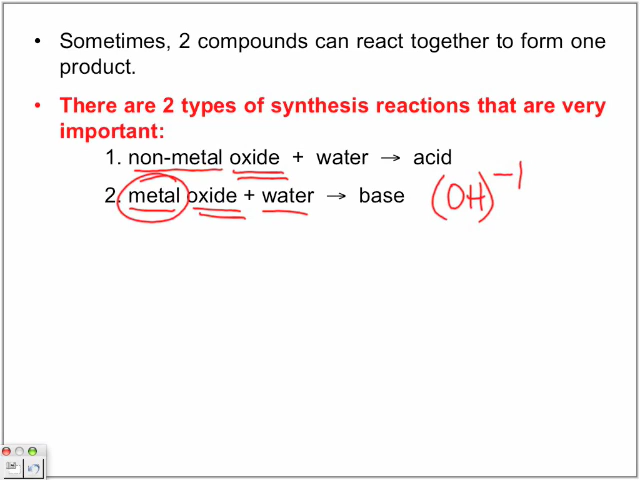 • Sometimes, 2 compounds can react together to form one
product.
• There are 2 types of synthesis reactions that are very
important:
1. non-metal oxide + water → acid
2. metal oxide + water → base (OH)⁻¹